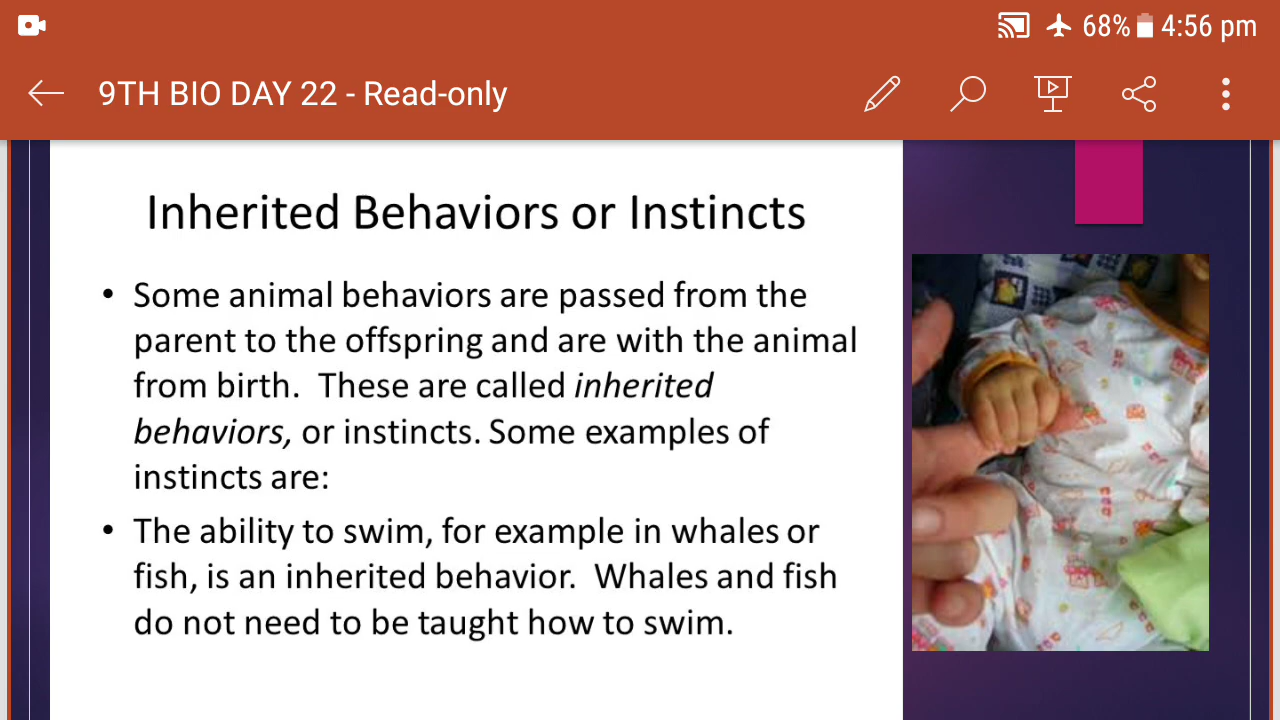 68% 4:56 pm
9TH BIO DAY 22 - Read-only
Inherited Behaviors or Instincts
• Some animal behaviors are passed from the
parent to the offspring and are with the animal
from birth.  These are called inherited
behaviors, or instincts. Some examples of
instincts are:
• The ability to swim, for example in whales or
fish, is an inherited behavior.  Whales and fish
do not need to be taught how to swim.